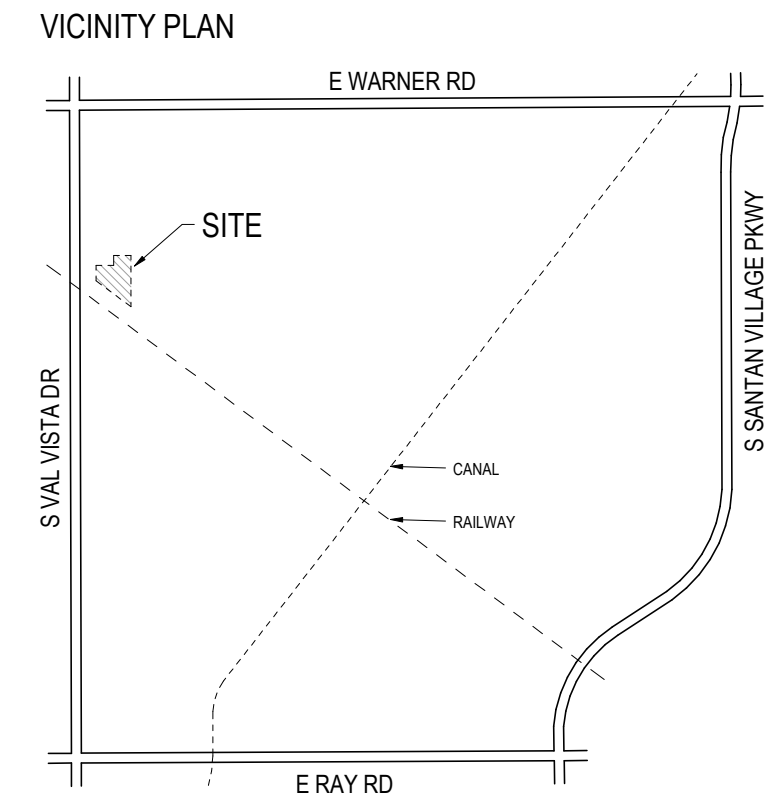 VICINITY PLAN
E WARNER RD
SITE
S SANTAN VILLAGE PKWY
S VAL VISTA DR
CANAL
RAILWAY
E RAY RD